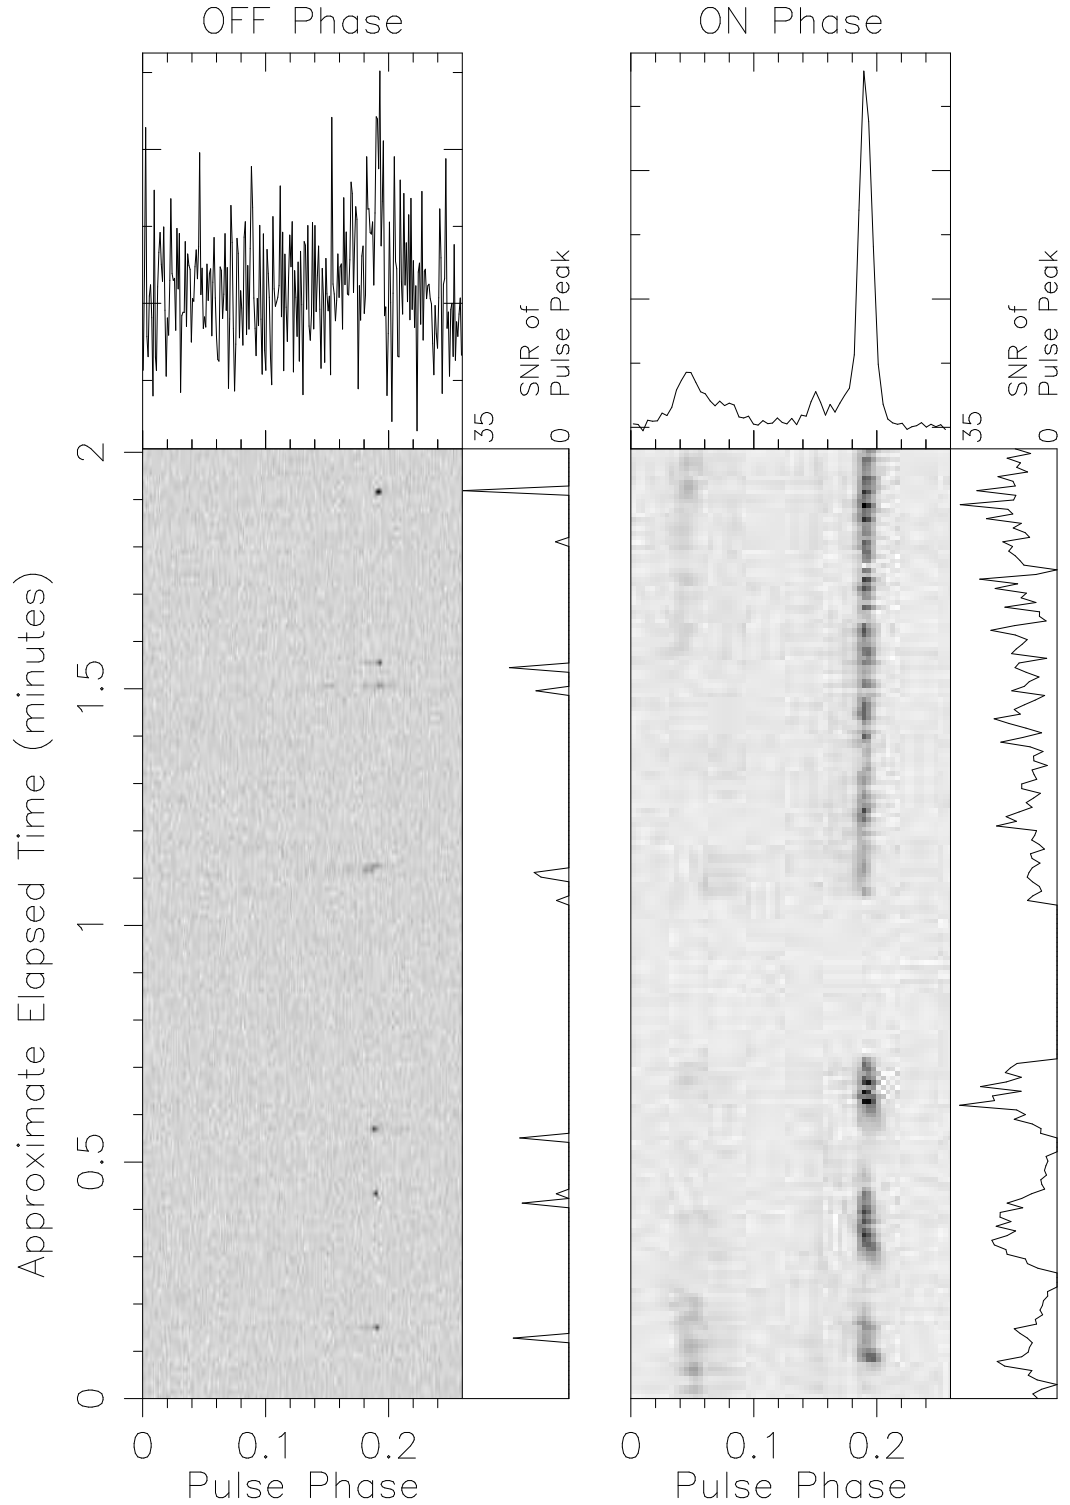 OFF Phase
ON Phase
SNR of
Pulse Peak
35
0
SNR of
Pulse Peak
35
0
Approximate Elapsed Time (minutes)
2
1.5
1
0.5
0
0
0.1
0.2
Pulse Phase
0
0.1
0.2
Pulse Phase